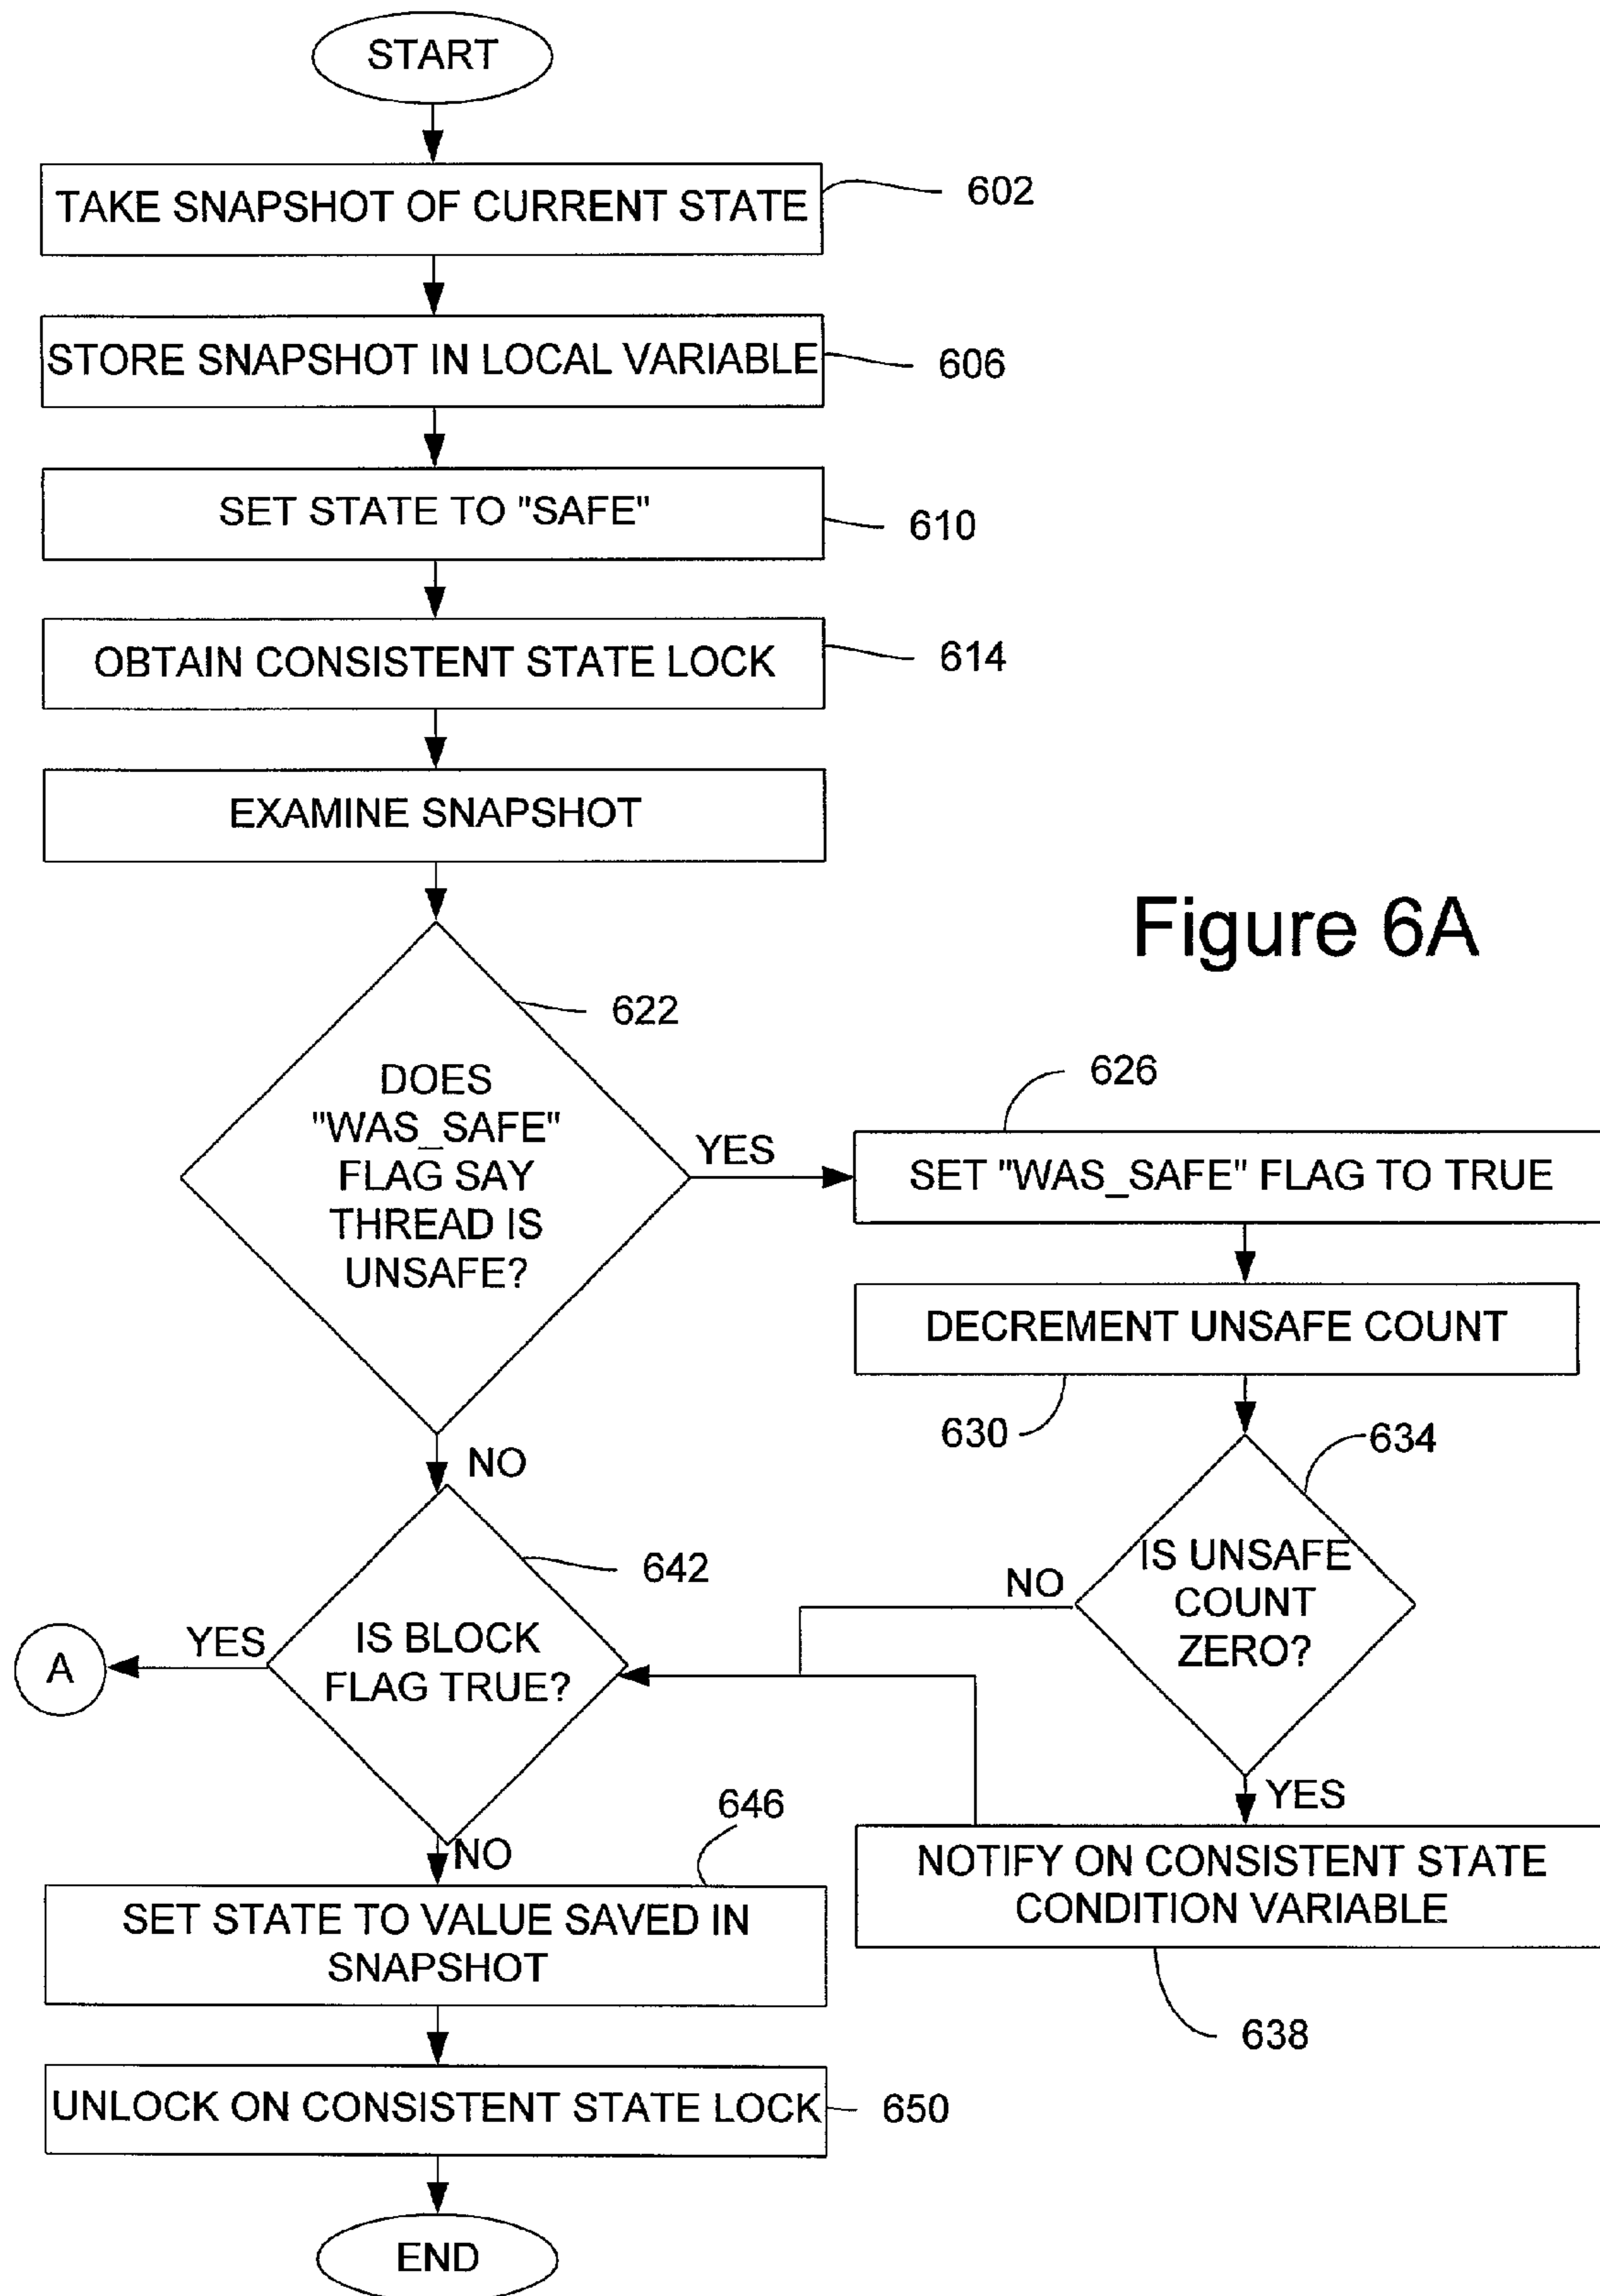 START
TAKE SNAPSHOT OF CURRENT STATE
602
STORE SNAPSHOT IN LOCAL VARIABLE
606
SET STATE TO "SAFE"
610
OBTAIN CONSISTENT STATE LOCK
614
EXAMINE SNAPSHOT
Figure 6A
622
DOES
"WAS_SAFE"
FLAG SAY
THREAD IS
UNSAFE?
YES
626
SET "WAS_SAFE" FLAG TO TRUE
DECREMENT UNSAFE COUNT
630
634
NO
IS UNSAFE
COUNT
ZERO?
NO
642
IS BLOCK
FLAG TRUE?
YES
A
YES
NOTIFY ON CONSISTENT STATE
CONDITION VARIABLE
638
NO
646
SET STATE TO VALUE SAVED IN
SNAPSHOT
UNLOCK ON CONSISTENT STATE LOCK
650
END